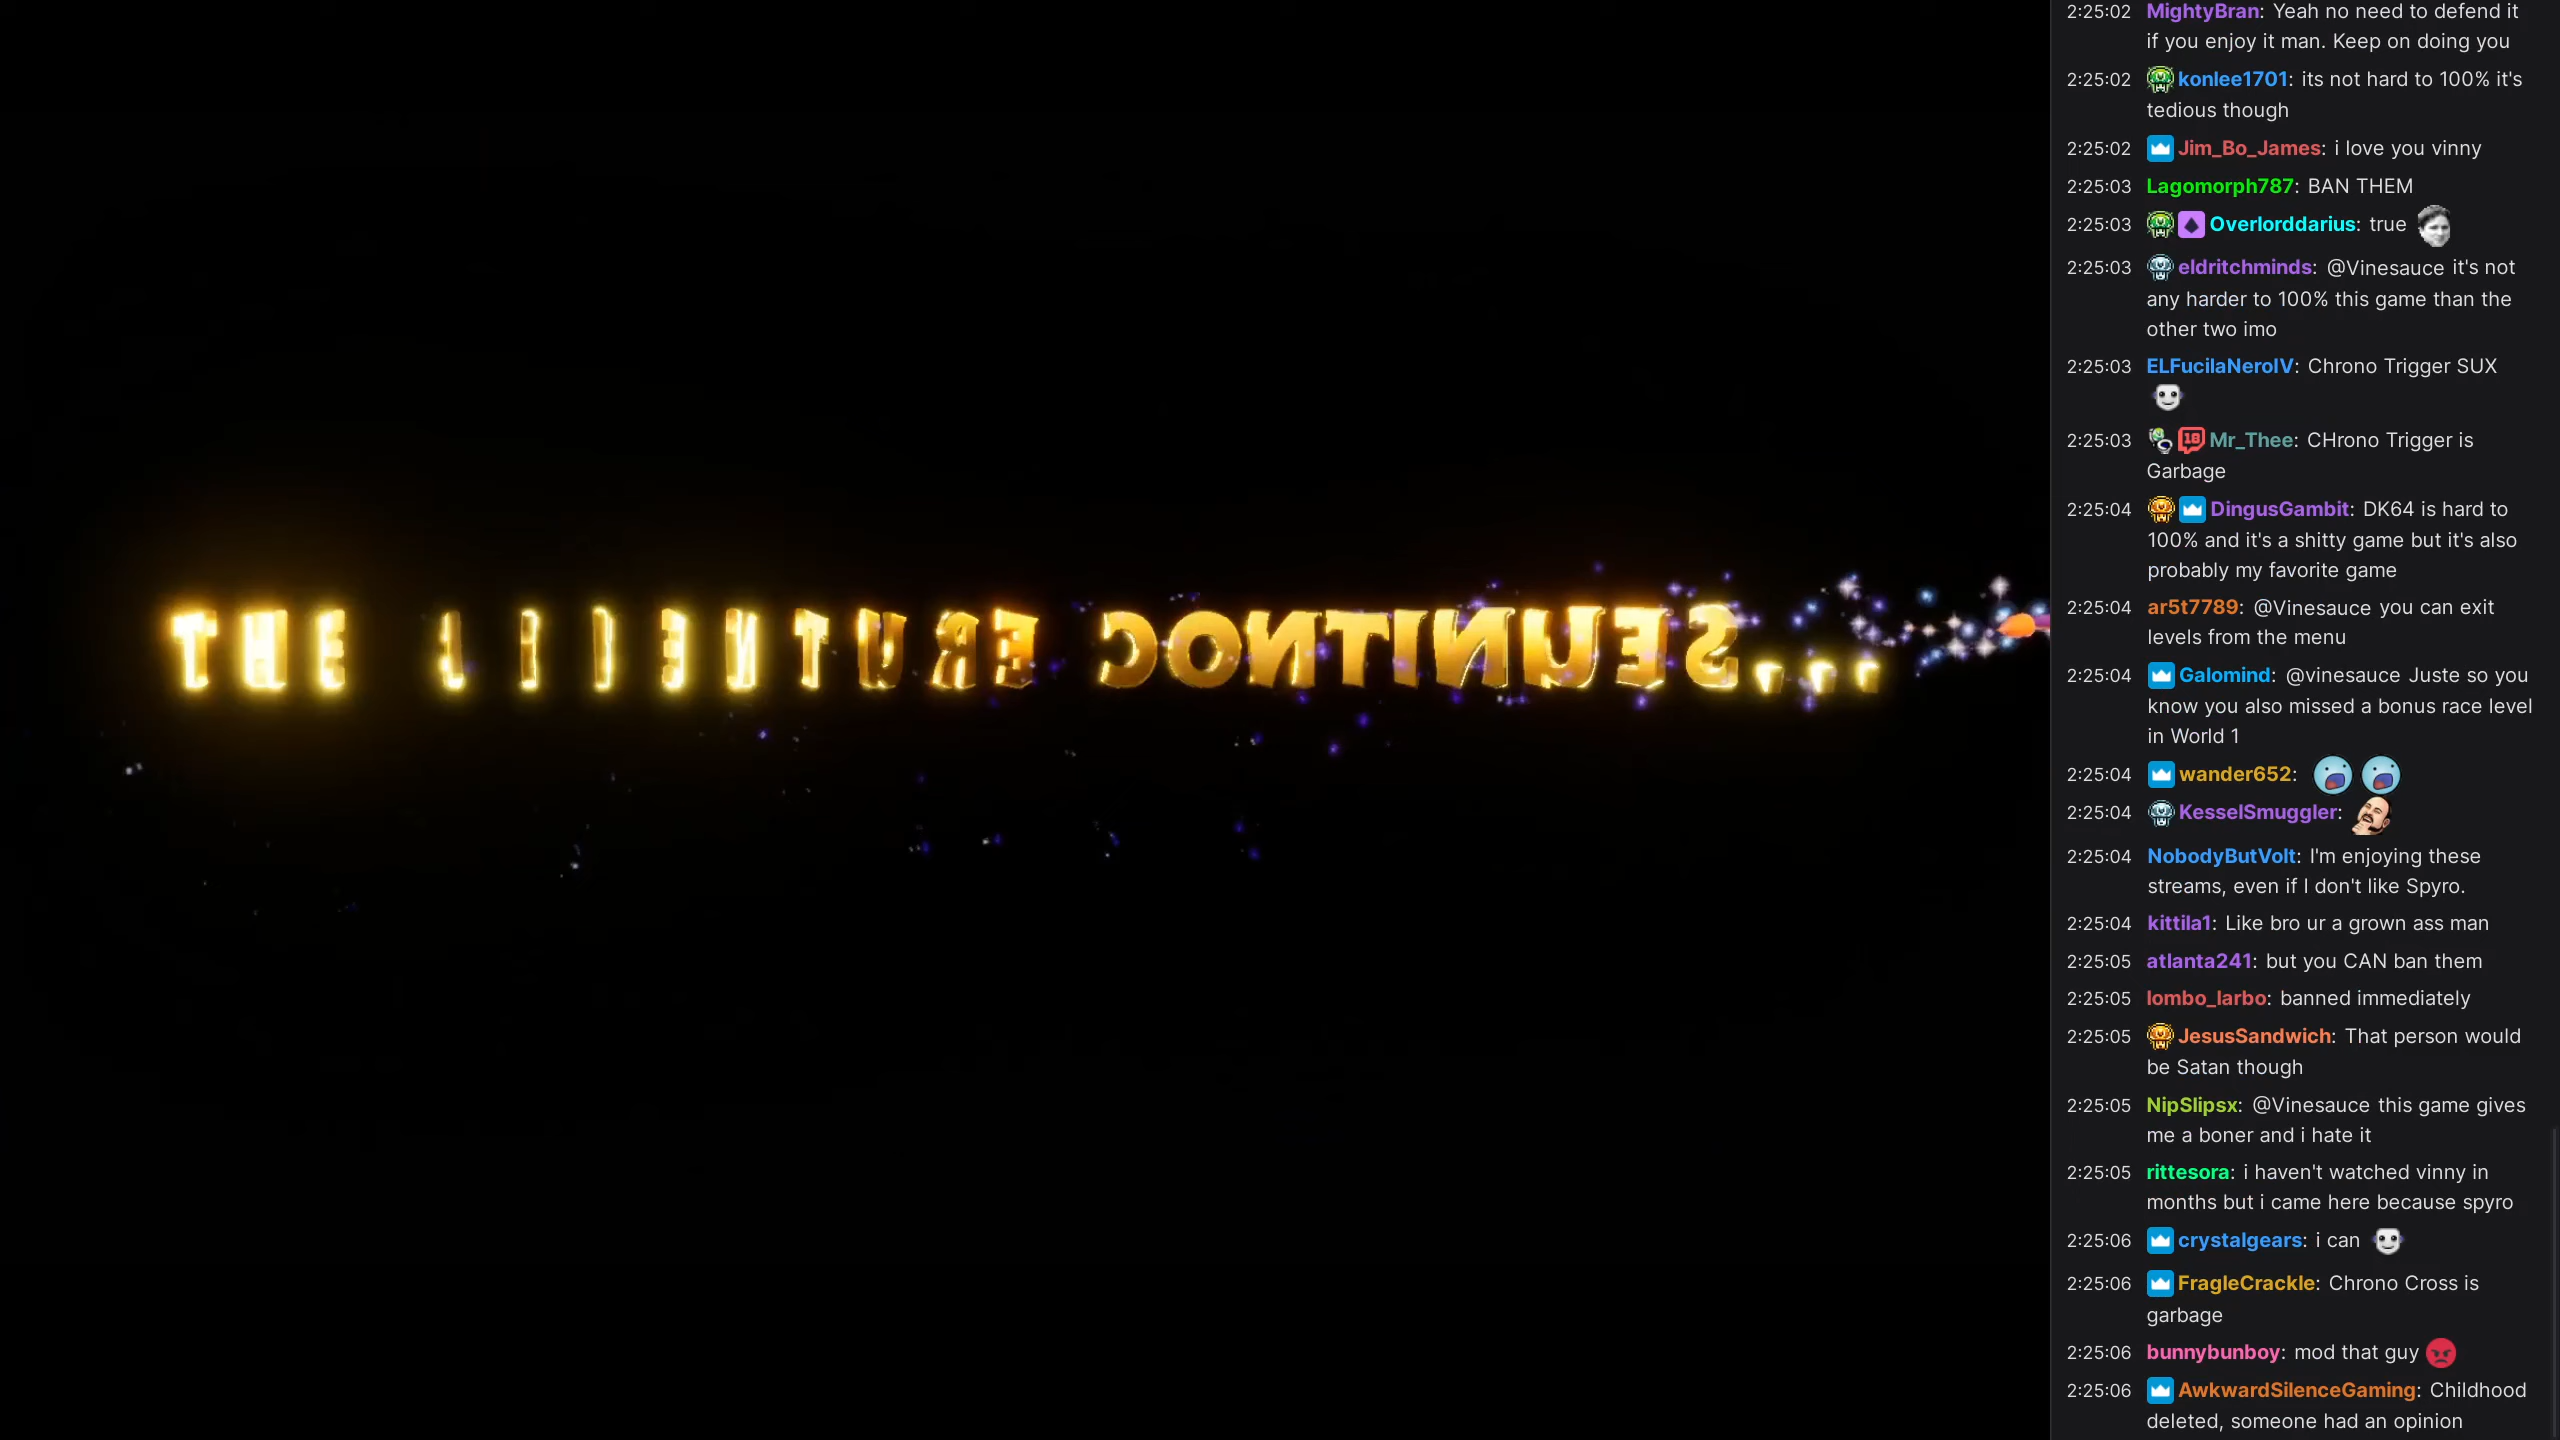 THE ADVENTURE CONTINUES...
2:25:02 MightyBran: Yeah no need to defend it
if you enjoy it man. Keep on doing you
2:25:02 konlee1701: its not hard to 100% it's
tedious though
2:25:02 Jim_Bo_James: i love you vinny
2:25:03 Lagomorph787: BAN THEM
2:25:03 Overlorddarius: true
2:25:03 eldritchminds: @Vinesauce it's not
any harder to 100% this game than the
other two imo
2:25:03 ELFucilaNeroIV: Chrono Trigger SUX
2:25:03 Mr_Thee: CHrono Trigger is
Garbage
2:25:04 DingusGambit: DK64 is hard to
100% and it's a shitty game but it's also
probably my favorite game
2:25:04 ar5t7789: @Vinesauce you can exit
levels from the menu
2:25:04 Galomind: @vinesauce Juste so you
know you also missed a bonus race level
in World 1
2:25:04 wander652:
2:25:04 KesselSmuggler:
2:25:04 NobodyButVolt: I'm enjoying these
streams, even if I don't like Spyro.
2:25:04 kittila1: Like bro ur a grown ass man
2:25:05 atlanta241: but you CAN ban them
2:25:05 lombo_larbo: banned immediately
2:25:05 JesusSandwich: That person would
be Satan though
2:25:05 NipSlipsx: @Vinesauce this game gives
me a boner and i hate it
2:25:05 rittesora: i haven't watched vinny in
months but i came here because spyro
2:25:06 crystalgears: i can
2:25:06 FragleCrackle: Chrono Cross is
garbage
2:25:06 bunnybunboy: mod that guy
2:25:06 AwkwardSilenceGaming: Childhood
deleted, someone had an opinion